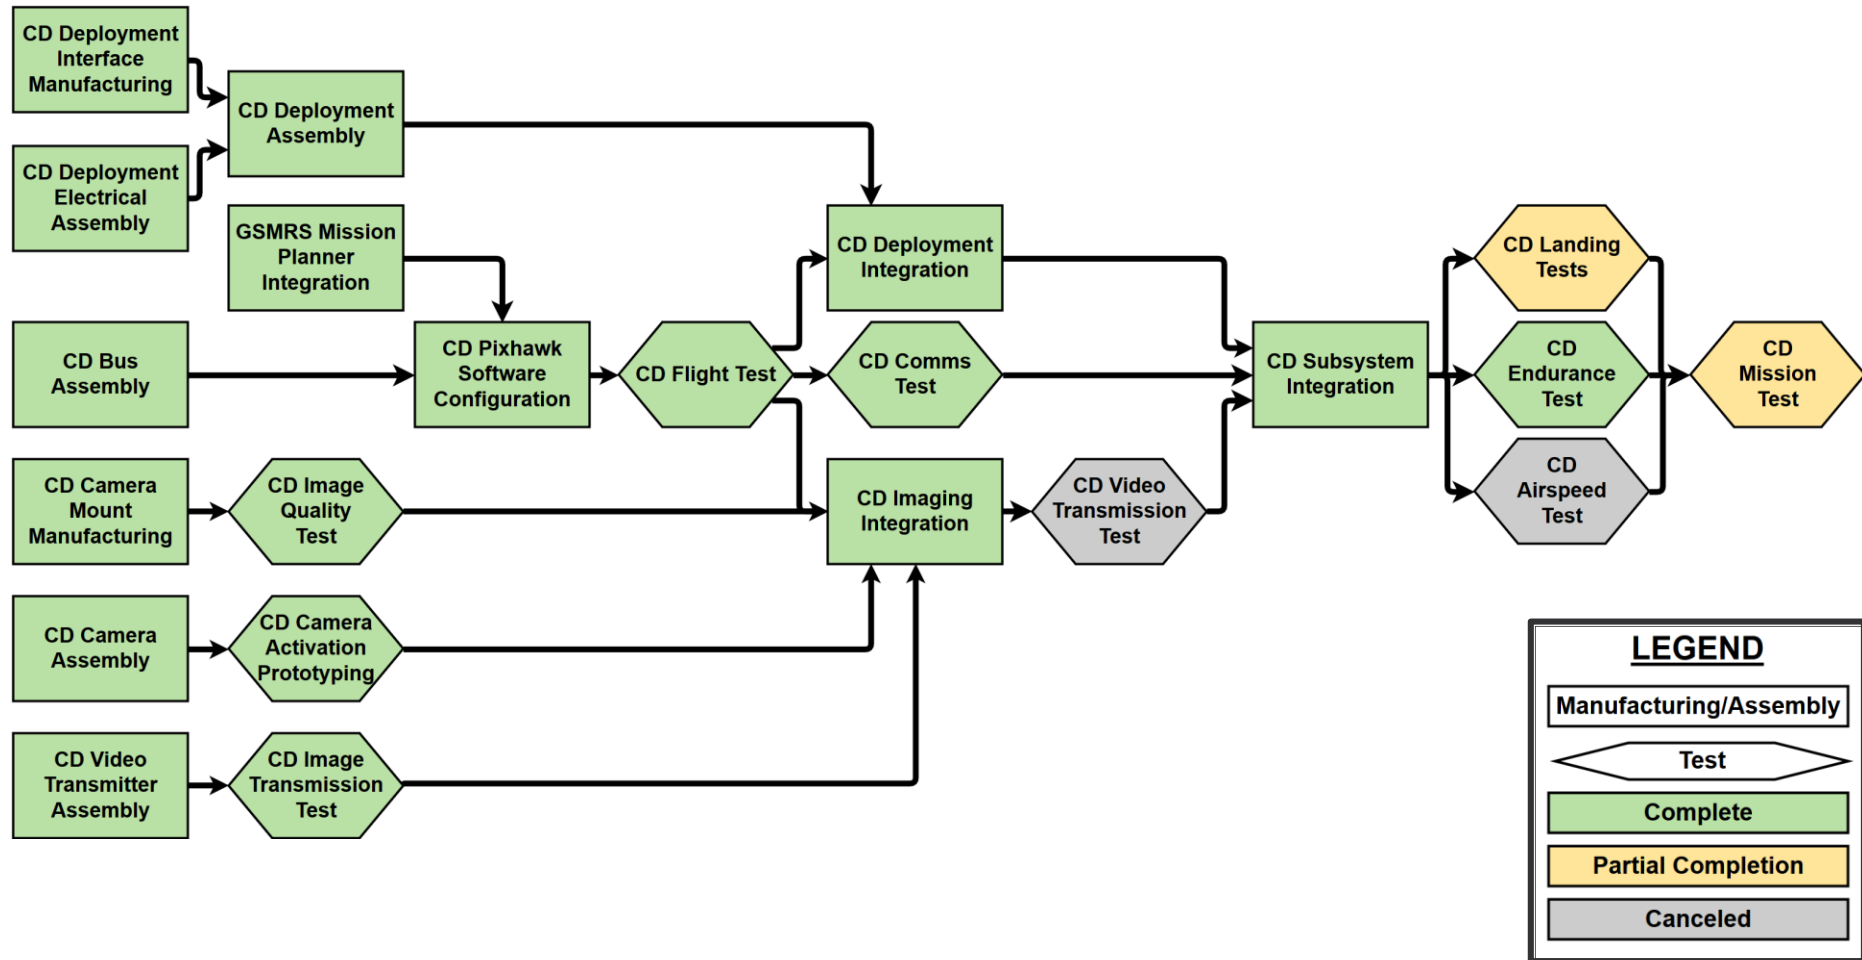 CD Deployment
Interface
Manufacturing
CD Deployment
Electrical
Assembly
CD Deployment
Assembly
GSMRS Mission
Planner
Integration
CD Bus
Assembly
CD Pixhawk
Software
Configuration
CD Flight Test
CD Deployment
Integration
CD Comms
Test
CD Camera
Mount
Manufacturing
CD Image
Quality
Test
CD Imaging
Integration
CD Video
Transmission
Test
CD Camera
Assembly
CD Camera
Activation
Prototyping
CD Video
Transmitter
Assembly
CD Image
Transmission
Test
CD Subsystem
Integration
CD Landing
Tests
CD
Endurance
Test
CD
Airspeed
Test
CD
Mission
Test
LEGEND
Manufacturing/Assembly
Test
Complete
Partial Completion
Canceled